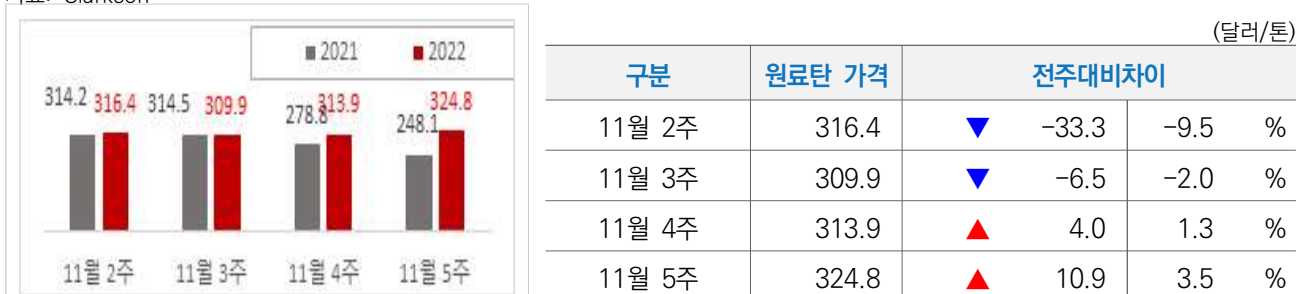 ■ 2021 ■ 2022
314.2 316.4 314.5 309.9 278.8 313.9 248.1 324.8
11월 2주 11월 3주 11월 4주 11월 5주
(달러/톤)
구분 원료탄 가격 전주대비차이
11월 2주 316.4 ▼ -33.3 -9.5 %
11월 3주 309.9 ▼ -6.5 -2.0 %
11월 4주 313.9 ▲ 4.0 1.3 %
11월 5주 324.8 ▲ 10.9 3.5 %